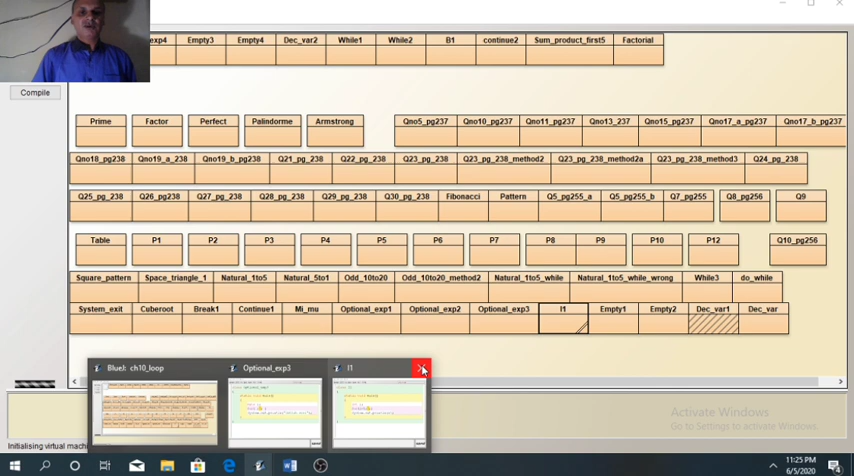 exp4 Empty3 Empty4 Dec_var2 While1 While2 B1 continue2 Sum_product_first5 Factorial
Compile
Prime Factor Perfect Palindorme Armstrong Qno5_pg237 Qno10_pg237 Qno11_pg237 Qno13_237 Qno15_pg237 Qno17_a_pg237 Qno17_b_pg237
Qno18_pg238 Qno19_a_238 Qno19_b_pg238 Q21_pg_238 Q22_pg_238 Q23_pg_238 Q23_pg_238_method2 Q23_pg_238_method2a Q23_pg_238_method3 Q24_pg_238
Q25_pg_238 Q26_pg238 Q27_pg_238 Q28_pg_238 Q29_pg_238 Q30_pg_238 Fibonacci Pattern Q5_pg255_a Q5_pg255_b Q7_pg255 Q8_pg256 Q9
Table P1 P2 P3 P4 P5 P6 P7 P8 P9 P10 P12 Q10_pg256
Square_pattern Space_triangle_1 Natural_1to5 Natural_5to1 Odd_10to20 Odd_10to20_method2 Natural_1to5_while Natural_1to5_while_wrong While3 do_while
System_exit Cuberoot Break1 Continue1 Mi_mu Optional_exp1 Optional_exp2 Optional_exp3 I1 Empty1 Empty2 Dec_var1 Dec_var
BlueJ: ch10_loop Optional_exp3 I1
Activate Windows
Go to Settings to activate Windows.
Initialising virtual machi
11:25 PM
6/5/2020